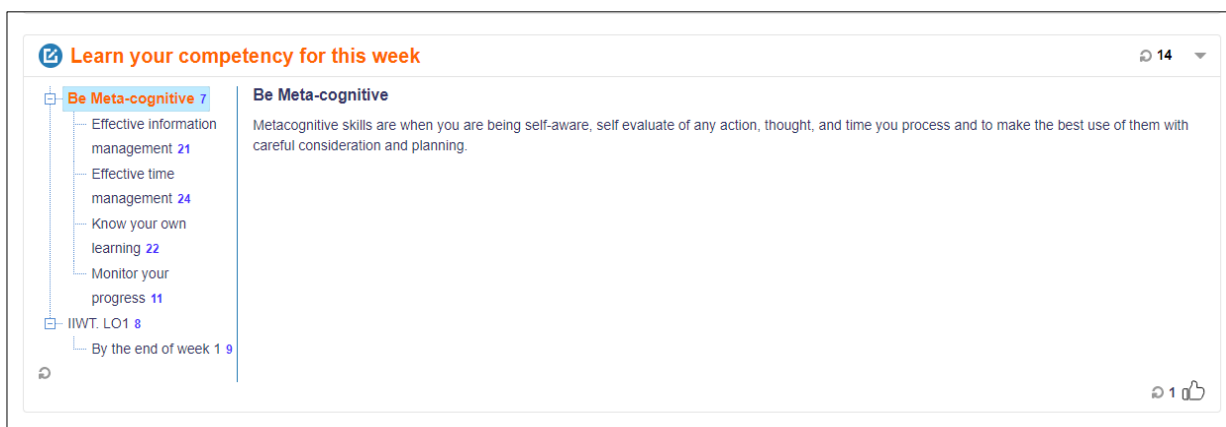 Learn your competency for this week
14
Be Meta-cognitive 7
Effective information
management 21
Effective time
management 24
Know your own
learning 22
Monitor your
progress 11
IIWT. LO1 8
By the end of week 1 9
Be Meta-cognitive
Metacognitive skills are when you are being self-aware, self evaluate of any action, thought, and time you process and to make the best use of them with
careful consideration and planning.
1